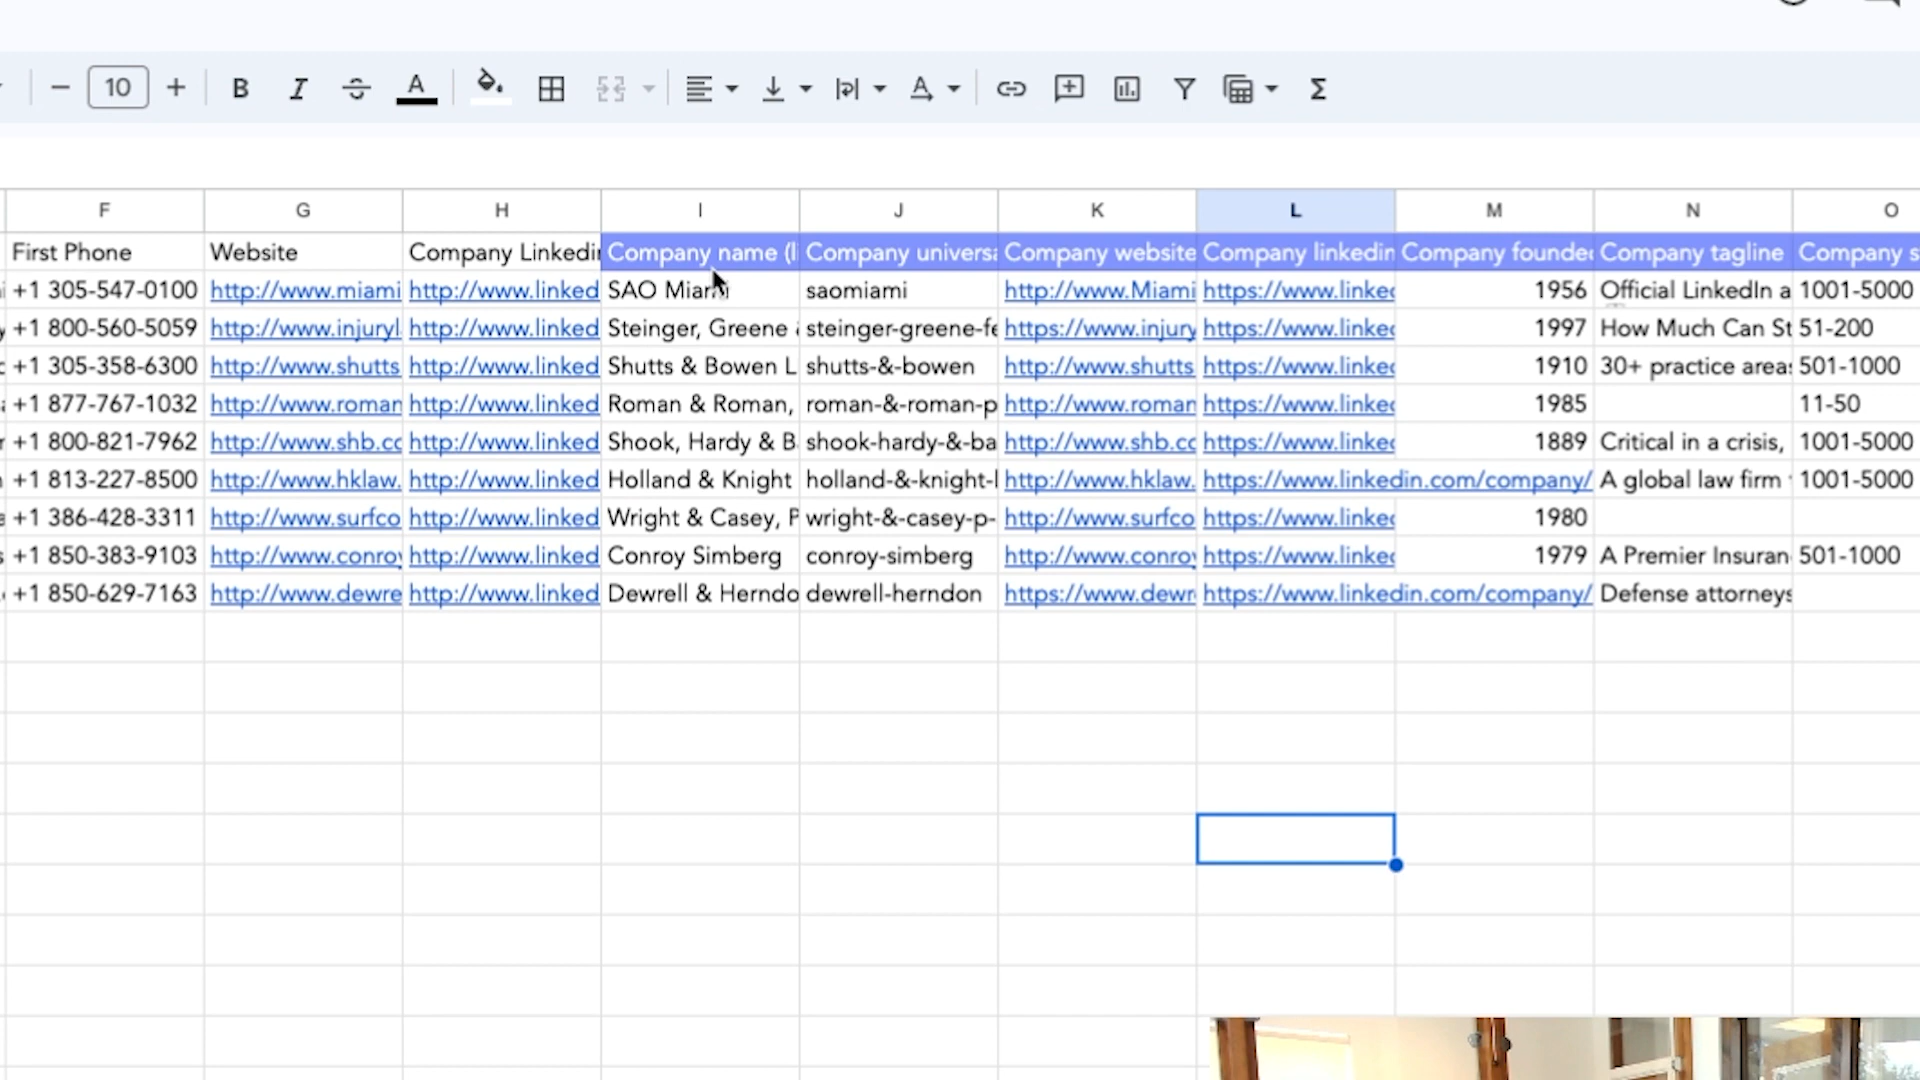 10 B I A A Σ
F G H I J K L M N O
First Phone Website Company Linkedin Company name (l Company universa Company website Company linkedin Company founded Company tagline Company s
+1 305-547-0100 http://www.miami http://www.linked SAO Miami saomiami http://www.Miami https://www.linked 1956 Official LinkedIn a 1001-5000
+1 800-560-5059 http://www.injuryl http://www.linked Steinger, Greene steinger-greene-fe https://www.injury https://www.linked 1997 How Much Can St 51-200
+1 305-358-6300 http://www.shutts http://www.linked Shutts & Bowen L shutts-&-bowen http://www.shutts https://www.linked 1910 30+ practice areas 501-1000
+1 877-767-1032 http://www.roman http://www.linked Roman & Roman, roman-&-roman-p http://www.roman https://www.linked 1985 11-50
+1 800-821-7962 http://www.shb.co http://www.linked Shook, Hardy & B shook-hardy-&-ba http://www.shb.cc https://www.linked 1889 Critical in a crisis, 1001-5000
+1 813-227-8500 http://www.hklaw. http://www.linked Holland & Knight holland-&-knight-l http://www.hklaw. https://www.linkedin.com/company/ A global law firm 1001-5000
+1 386-428-3311 http://www.surfco http://www.linked Wright & Casey, P wright-&-casey-p- http://www.surfco https://www.linked 1980
+1 850-383-9103 http://www.conroy http://www.linked Conroy Simberg conroy-simberg http://www.conroy https://www.linked 1979 A Premier Insuran 501-1000
+1 850-629-7163 http://www.dewre http://www.linked Dewrell & Herndo dewrell-herndon https://www.dewr https://www.linkedin.com/company/ Defense attorneys